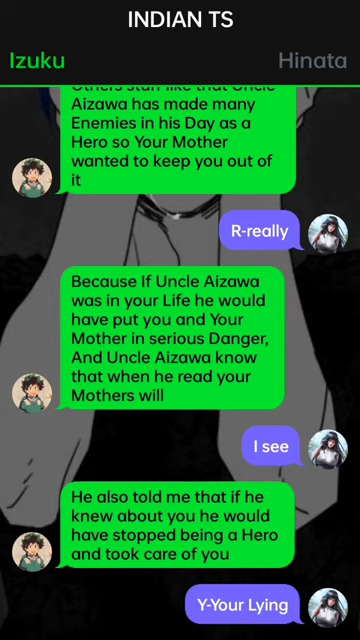 INDIAN TS
Izuku
Hinata
Others stuff like that Uncle
Aizawa has made many
Enemies in his Day as a
Hero so Your Mother
wanted to keep you out of
it
R-really
Because If Uncle Aizawa
was in your Life he would
have put you and Your
Mother in serious Danger,
And Uncle Aizawa know
that when he read your
Mothers will
I see
He also told me that if he
knew about you he would
have stopped being a Hero
and took care of you
Y-Your Lying